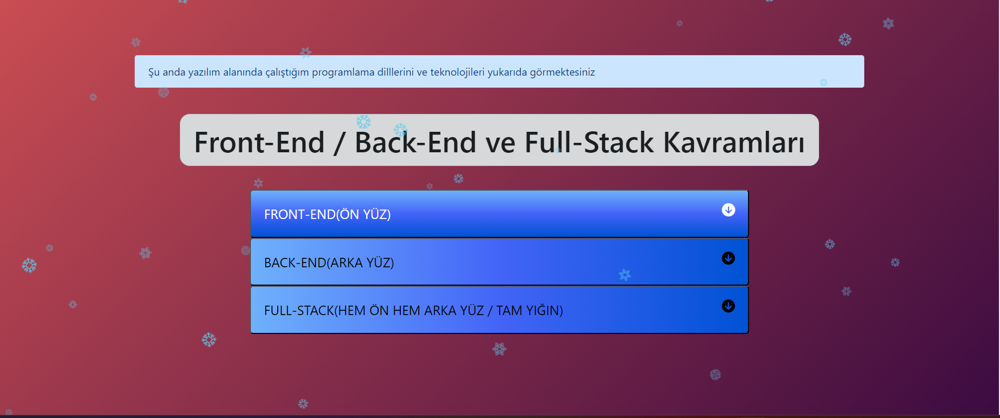 Şu anda yazılım alanında çalıştığım programlama dilllerini ve teknolojileri yukarıda görmektesiniz
Front-End / Back-End ve Full-Stack Kavramları
FRONT-END(ÖN YÜZ)
BACK-END(ARKA YÜZ)
FULL-STACK(HEM ÖN HEM ARKA YÜZ / TAM YIĞIN)